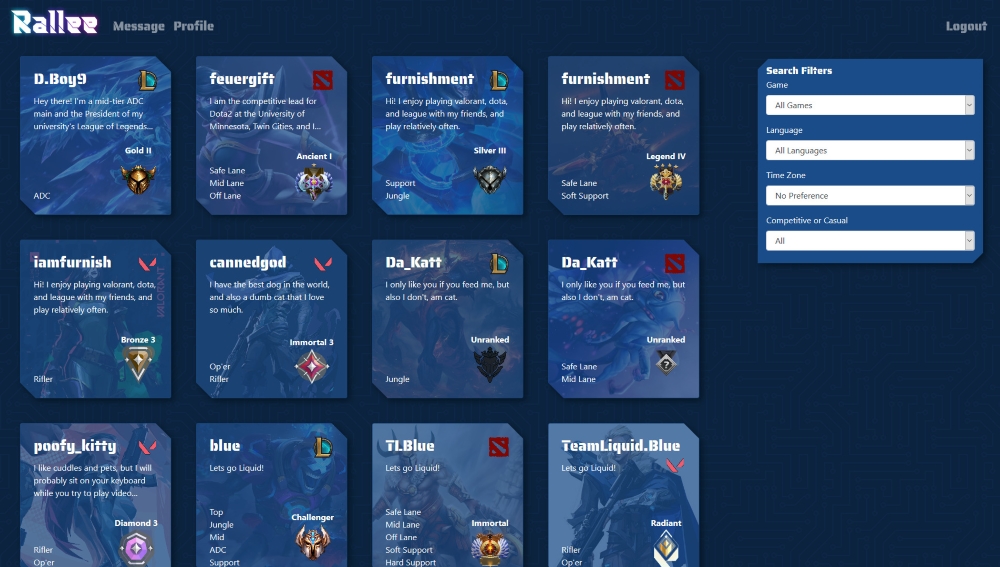 Rallee
Message Profile
Logout
D.Boy9
Hey there! I'm a mid-tier ADC
main and the President of my
university's League of Legends...
Gold II
ADC
feuergift
I am the competitive lead for
Dota2 at the University of
Minnesota, Twin Cities, and I...
Ancient I
Safe Lane
Mid Lane
Off Lane
furnishment
Hi! I enjoy playing valorant, dota,
and league with my friends, and
play relatively often.
Silver III
Support
Jungle
furnishment
Hi! I enjoy playing valorant, dota,
and league with my friends, and
play relatively often.
Legend IV
Safe Lane
Soft Support
Search Filters
Game
All Games
Language
All Languages
Time Zone
No Preference
Competitive or Casual
All
iamfurnish
Hi! I enjoy playing valorant, dota,
and league with my friends, and
play relatively often.
VALORANT
Bronze 3
Rifler
cannedgod
I have the best dog in the world,
and also a dumb cat that I love
so much.
Immortal 3
Op'er
Rifler
Da_Katt
I only like you if you feed me, but
also I don't, am cat.
Unranked
Jungle
Da_Katt
I only like you if you feed me, but
also I don't, am cat.
Unranked
?
Safe Lane
Mid Lane
poofy_kitty
I like cuddles and pets, but I will
probably sit on your keyboard
while you try to play video...
Diamond 3
Rifler
Op'er
blue
Lets go Liquid!
Challenger
Top
Jungle
Mid
ADC
Support
TLBlue
Lets go Liquid!
Immortal
Safe Lane
Mid Lane
Off Lane
Soft Support
Hard Support
TeamLiquid.Blue
Lets go Liquid!
Radiant
Rifler
Op'er